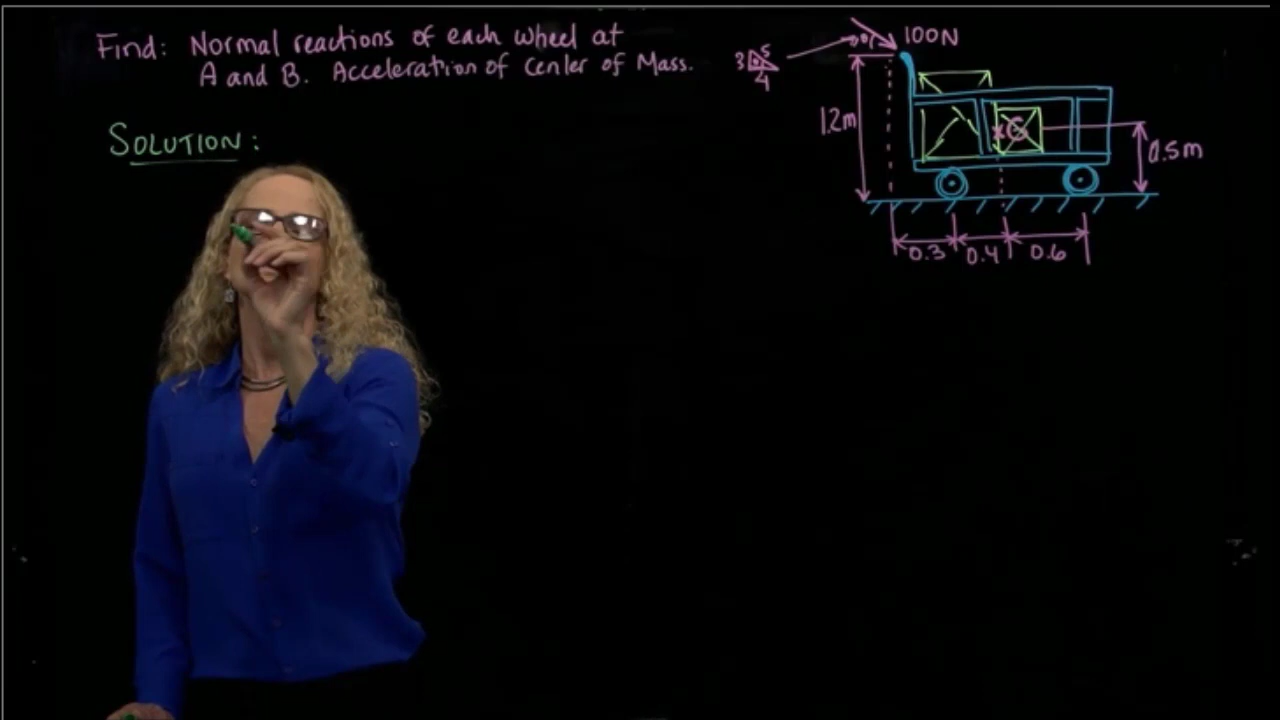 Find: Normal reactions of each wheel at
A and B. Acceleration of Center of Mass.
SOLUTION:
100N
3 5
4
1.2m
G
0.5m
0.3 0.4 0.6